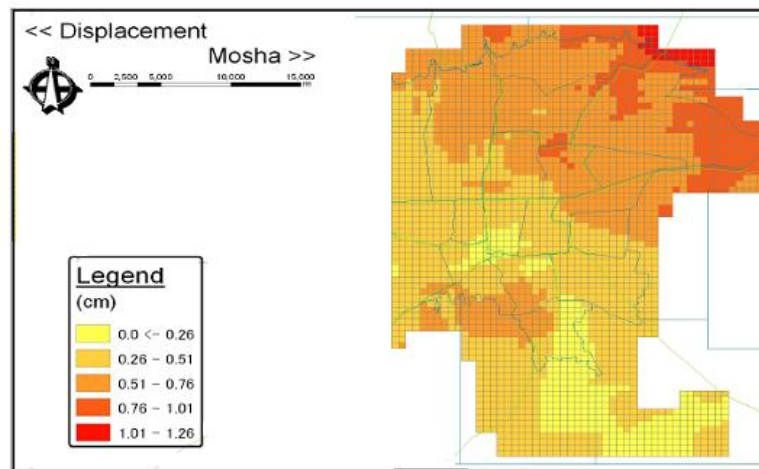 << Displacement
Mosha >>
0 2,500 5,000 10,000 15,000
m
Legend
(cm)
0.0 <- 0.26
0.26 - 0.51
0.51 - 0.76
0.76 - 1.01
1.01 - 1.26